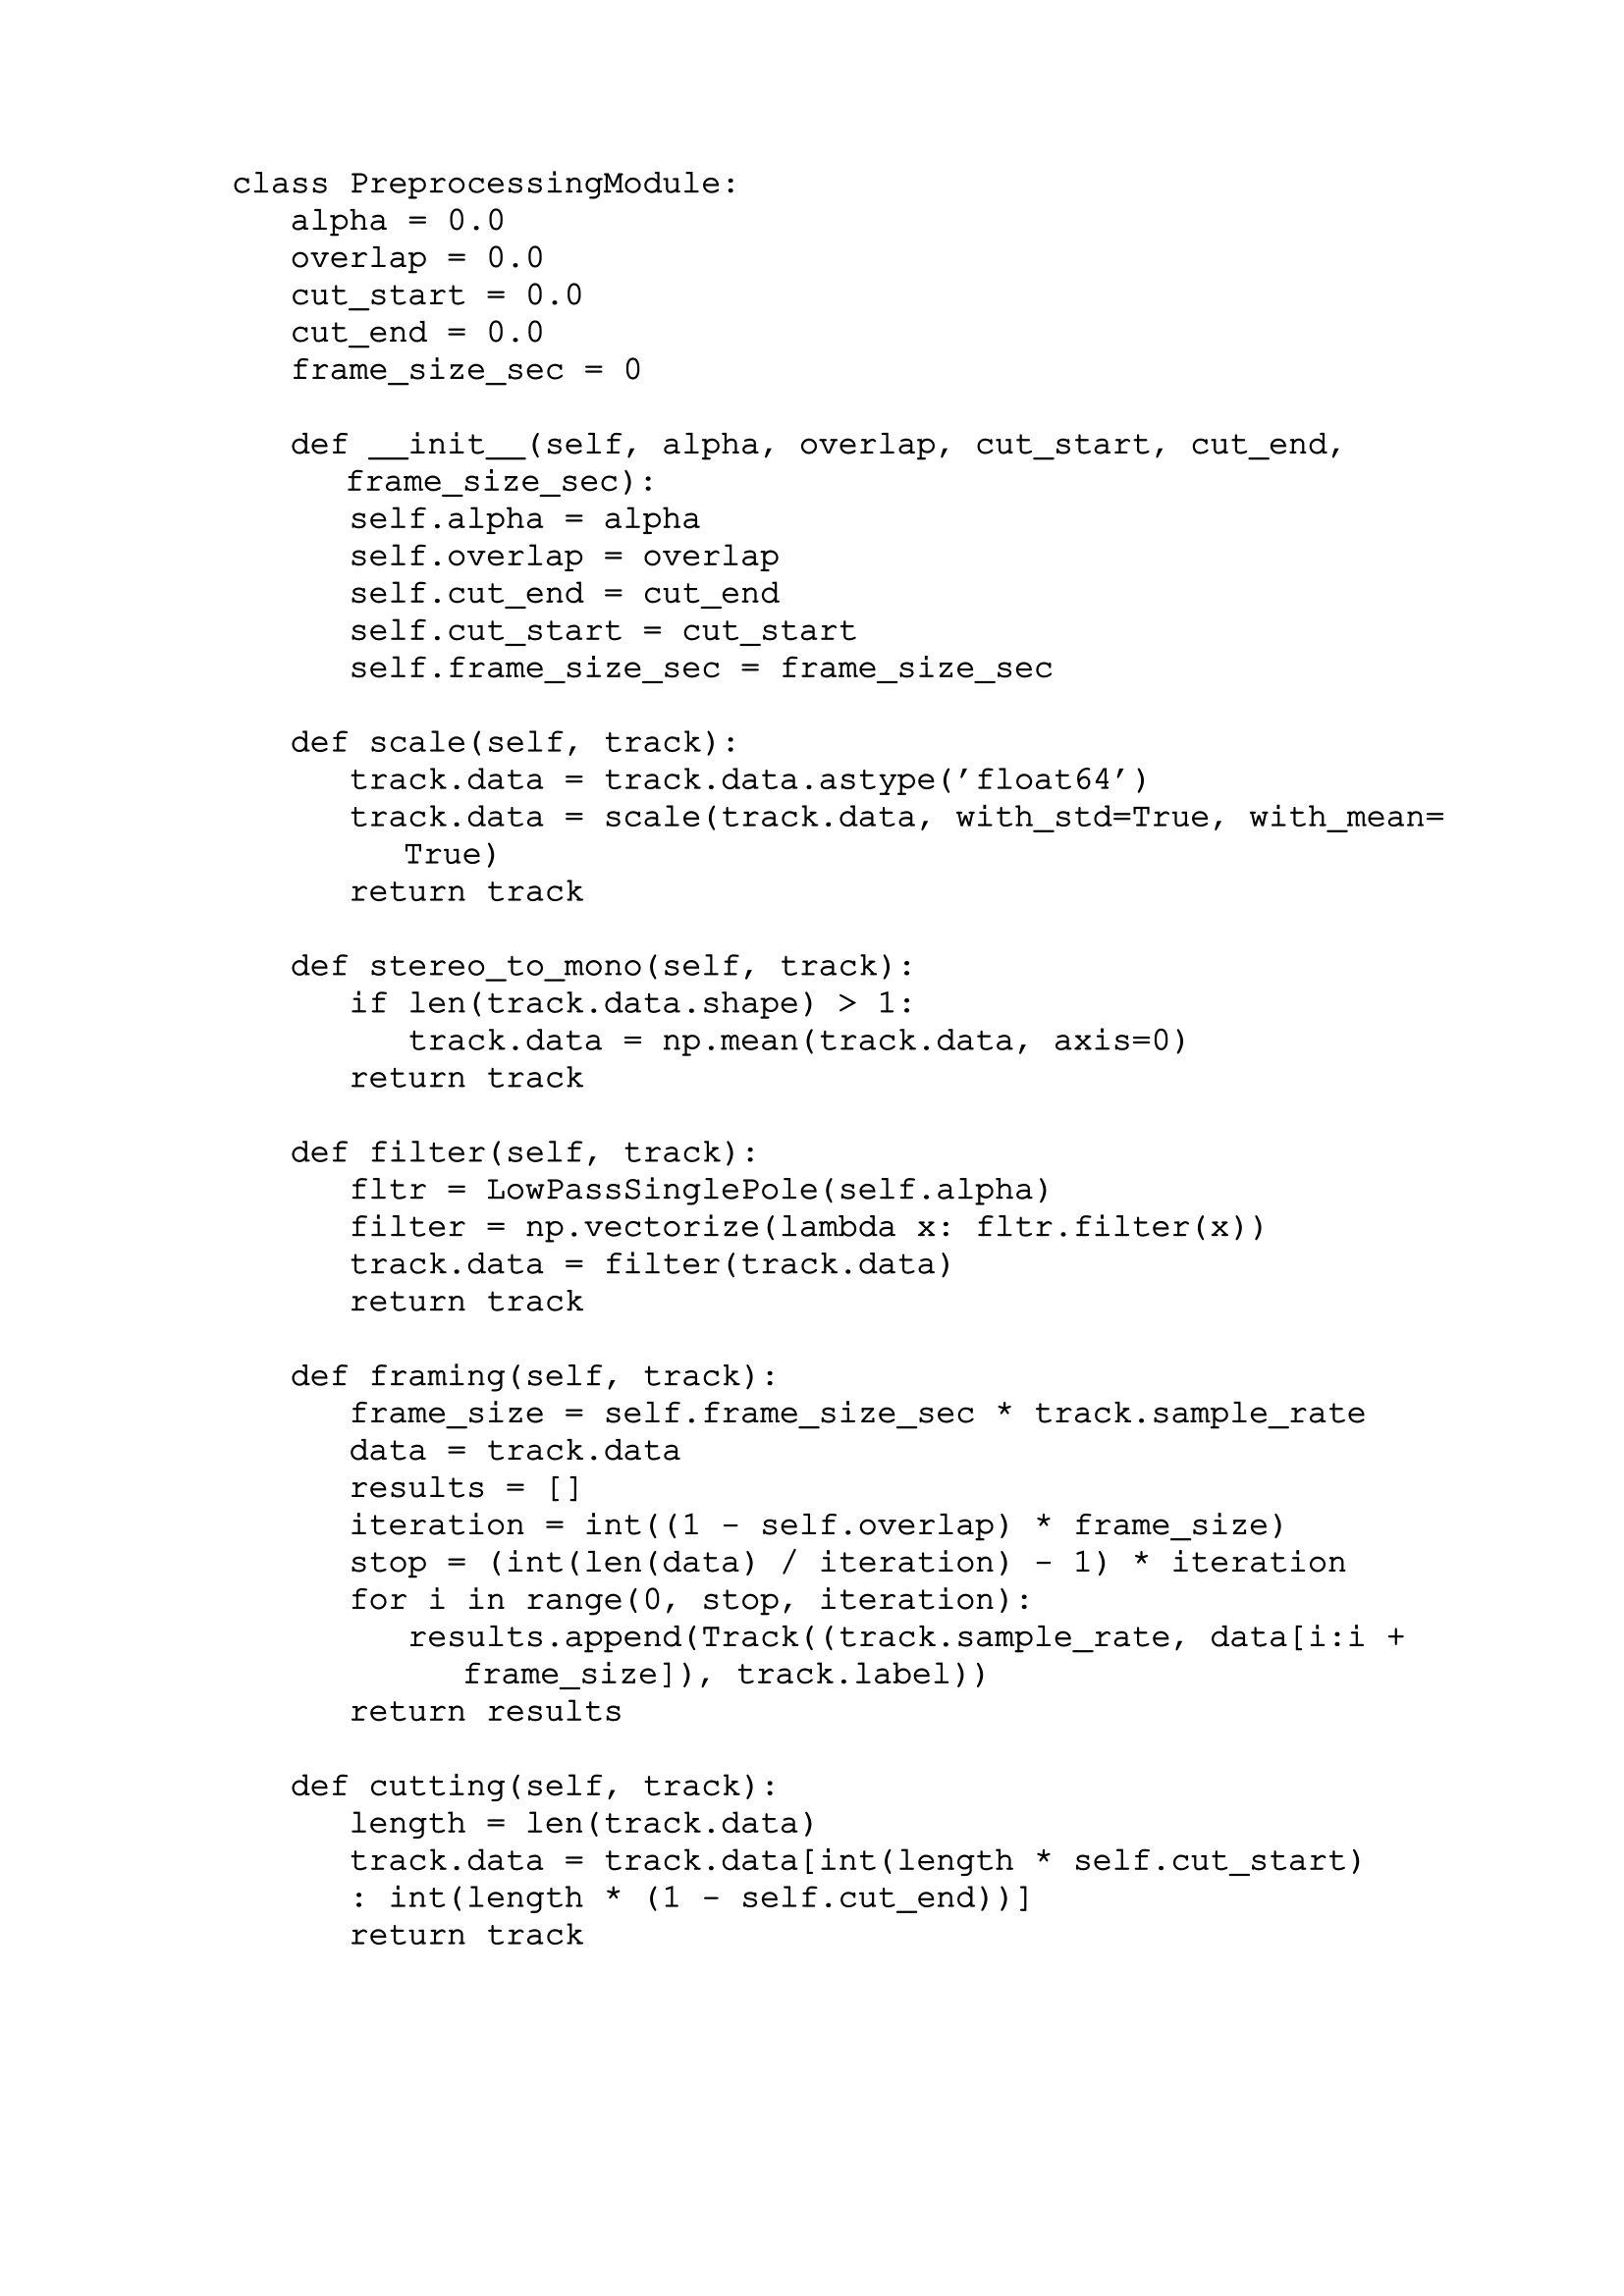 class PreprocessingModule:
   alpha = 0.0
   overlap = 0.0
   cut_start = 0.0
   cut_end = 0.0
   frame_size_sec = 0

   def __init__(self, alpha, overlap, cut_start, cut_end,
      frame_size_sec):
      self.alpha = alpha
      self.overlap = overlap
      self.cut_end = cut_end
      self.cut_start = cut_start
      self.frame_size_sec = frame_size_sec

   def scale(self, track):
      track.data = track.data.astype('float64')
      track.data = scale(track.data, with_std=True, with_mean=
         True)
      return track

   def stereo_to_mono(self, track):
      if len(track.data.shape) > 1:
         track.data = np.mean(track.data, axis=0)
      return track

   def filter(self, track):
      fltr = LowPassSinglePole(self.alpha)
      filter = np.vectorize(lambda x: fltr.filter(x))
      track.data = filter(track.data)
      return track

   def framing(self, track):
      frame_size = self.frame_size_sec * track.sample_rate
      data = track.data
      results = []
      iteration = int((1 - self.overlap) * frame_size)
      stop = (int(len(data) / iteration) - 1) * iteration
      for i in range(0, stop, iteration):
         results.append(Track((track.sample_rate, data[i:i +
            frame_size]), track.label))
      return results

   def cutting(self, track):
      length = len(track.data)
      track.data = track.data[int(length * self.cut_start)
      : int(length * (1 - self.cut_end))]
      return track